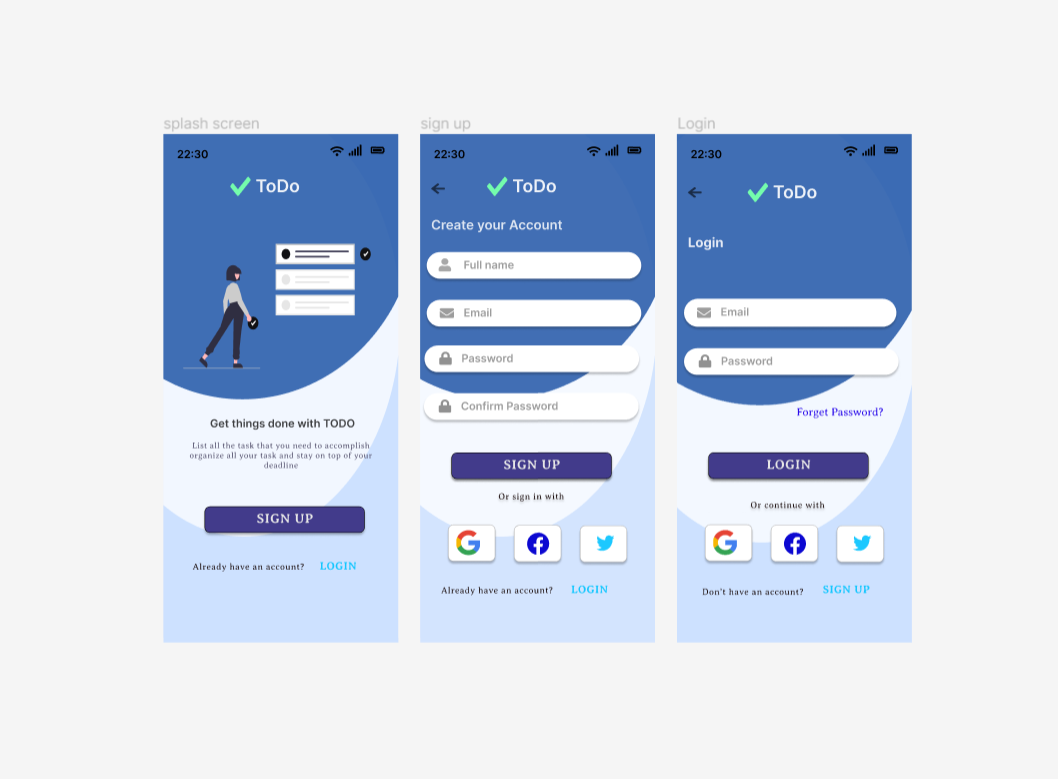 splash screen
22:30
ToDo
Get things done with TODO
List all the task that you need to accomplish
organize all your task and stay on top of your
deadline
SIGN UP
Already have an account? LOGIN
sign up
22:30
ToDo
Create your Account
Full name
Email
Password
Confirm Password
SIGN UP
Or sign in with
Already have an account? LOGIN
Login
22:30
ToDo
Login
Email
Password
Forget Password?
LOGIN
Or continue with
Don't have an account? SIGN UP